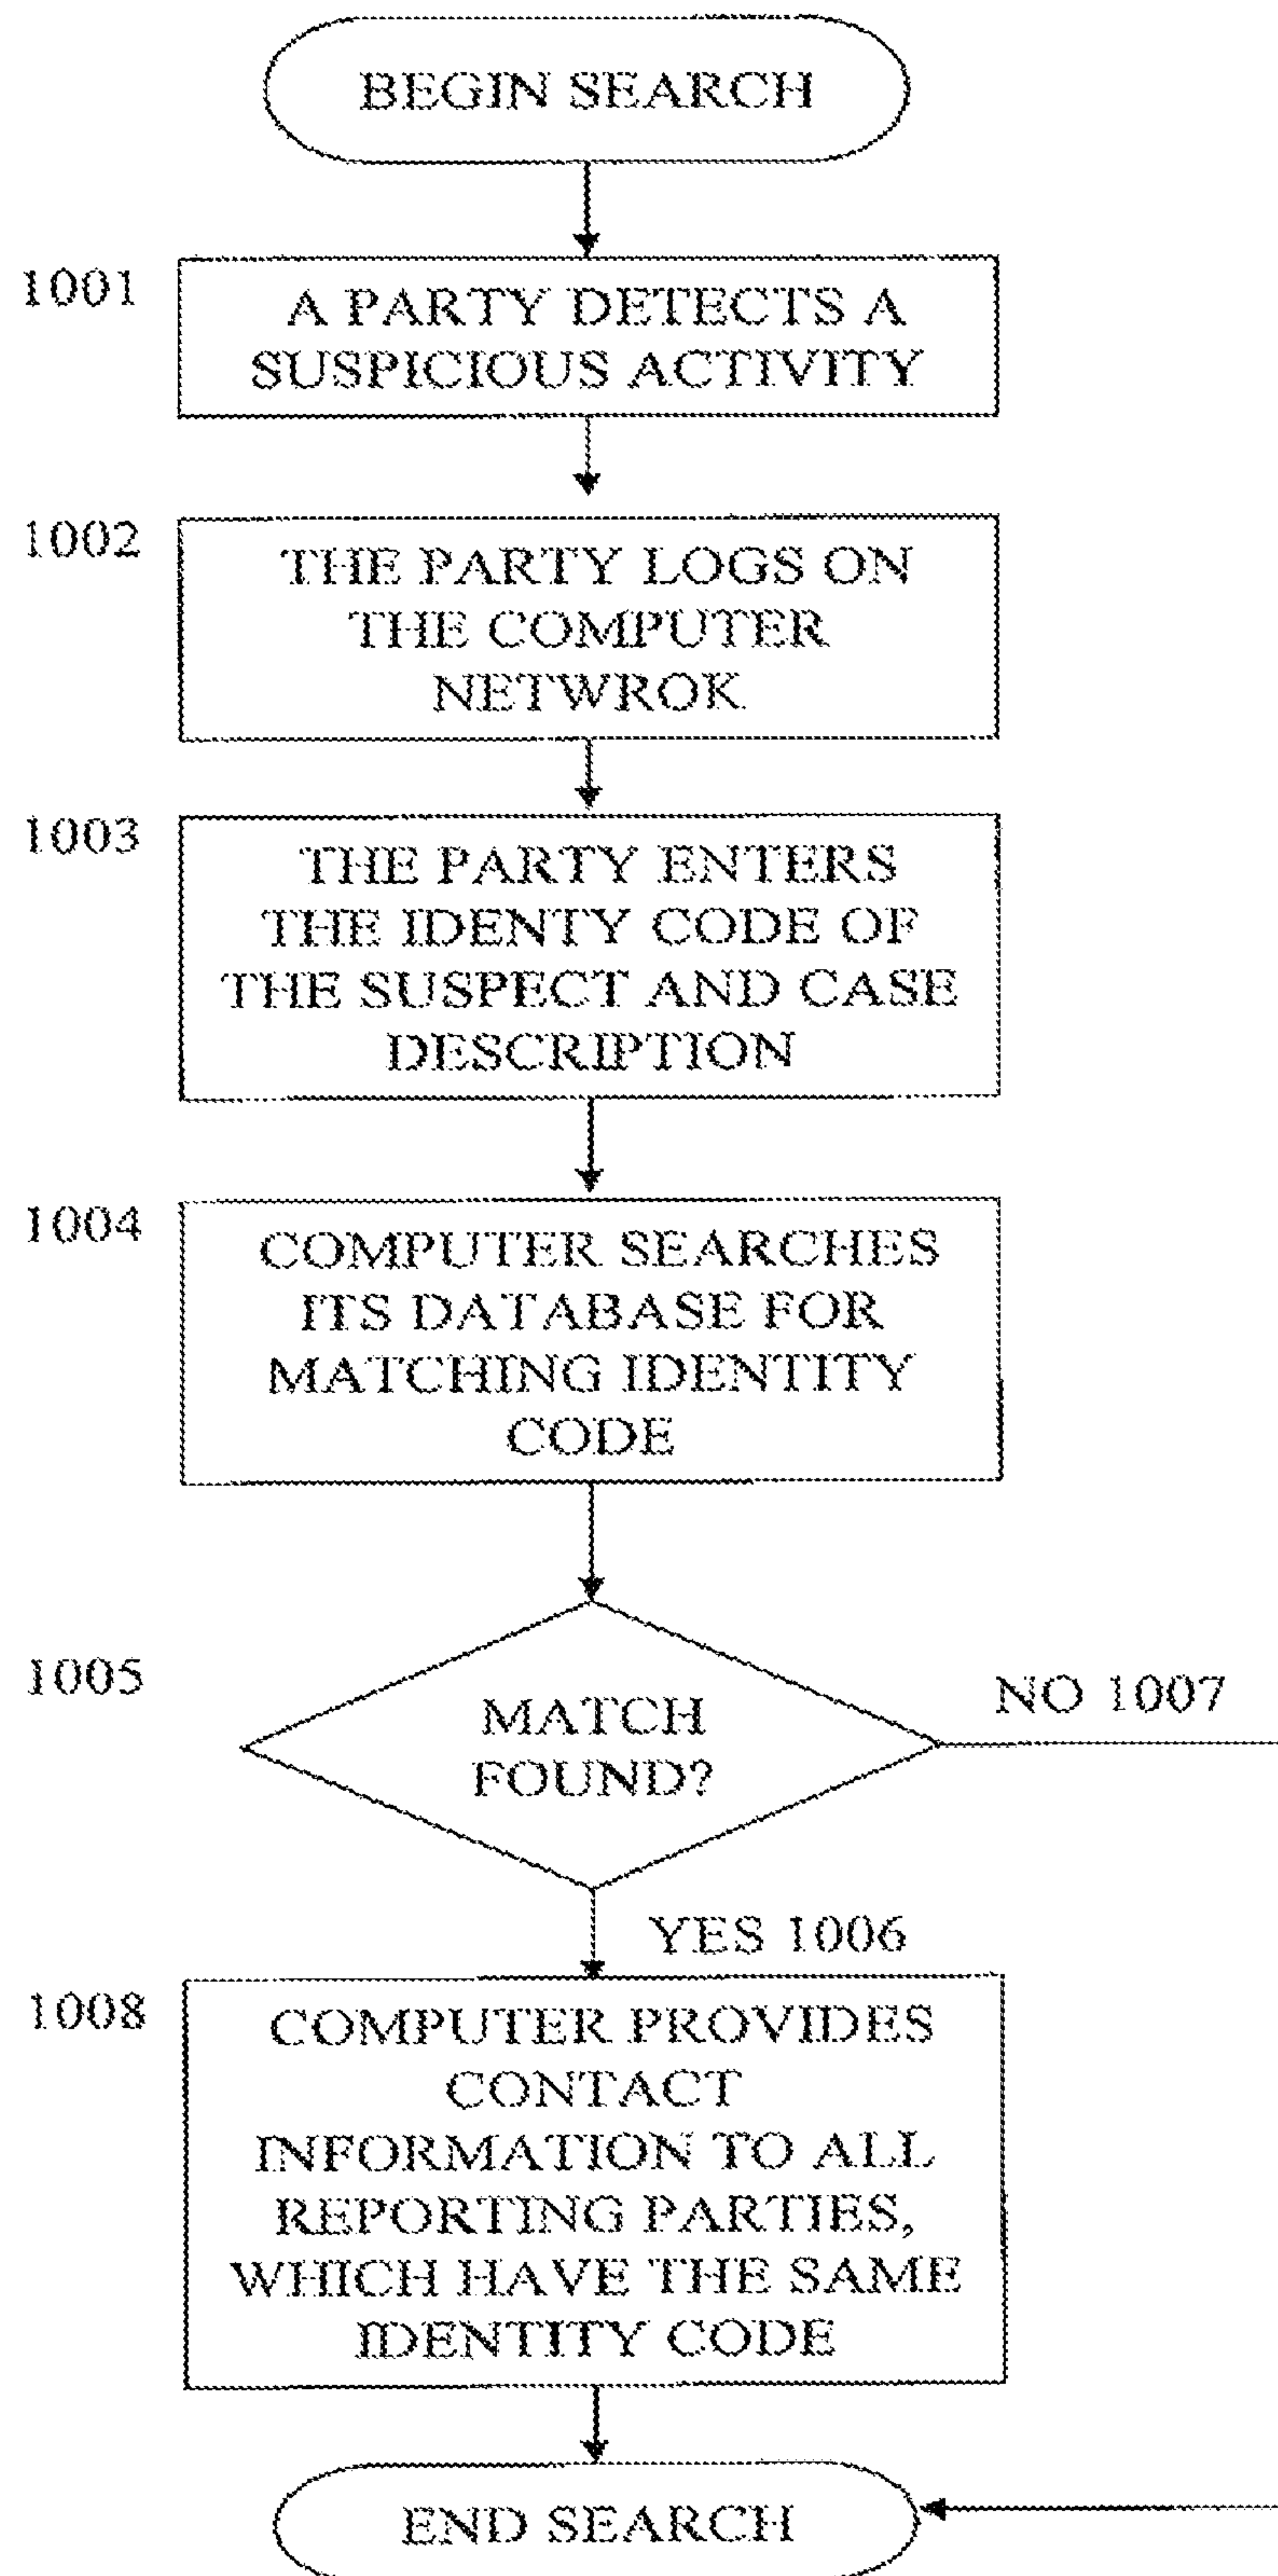 BEGIN SEARCH
1001
A PARTY DETECTS A
SUSPICIOUS ACTIVITY
1002
THE PARTY LOGS ON
THE COMPUTER
NETWROK
1003
THE PARTY ENTERS
THE IDENTY CODE OF
THE SUSPECT AND CASE
DESCRIPTION
1004
COMPUTER SEARCHES
ITS DATABASE FOR
MATCHING IDENTITY
CODE
1005
MATCH
FOUND?
NO 1007
YES 1006
1008
COMPUTER PROVIDES
CONTACT
INFORMATION TO ALL
REPORTING PARTIES,
WHICH HAVE THE SAME
IDENTITY CODE
END SEARCH